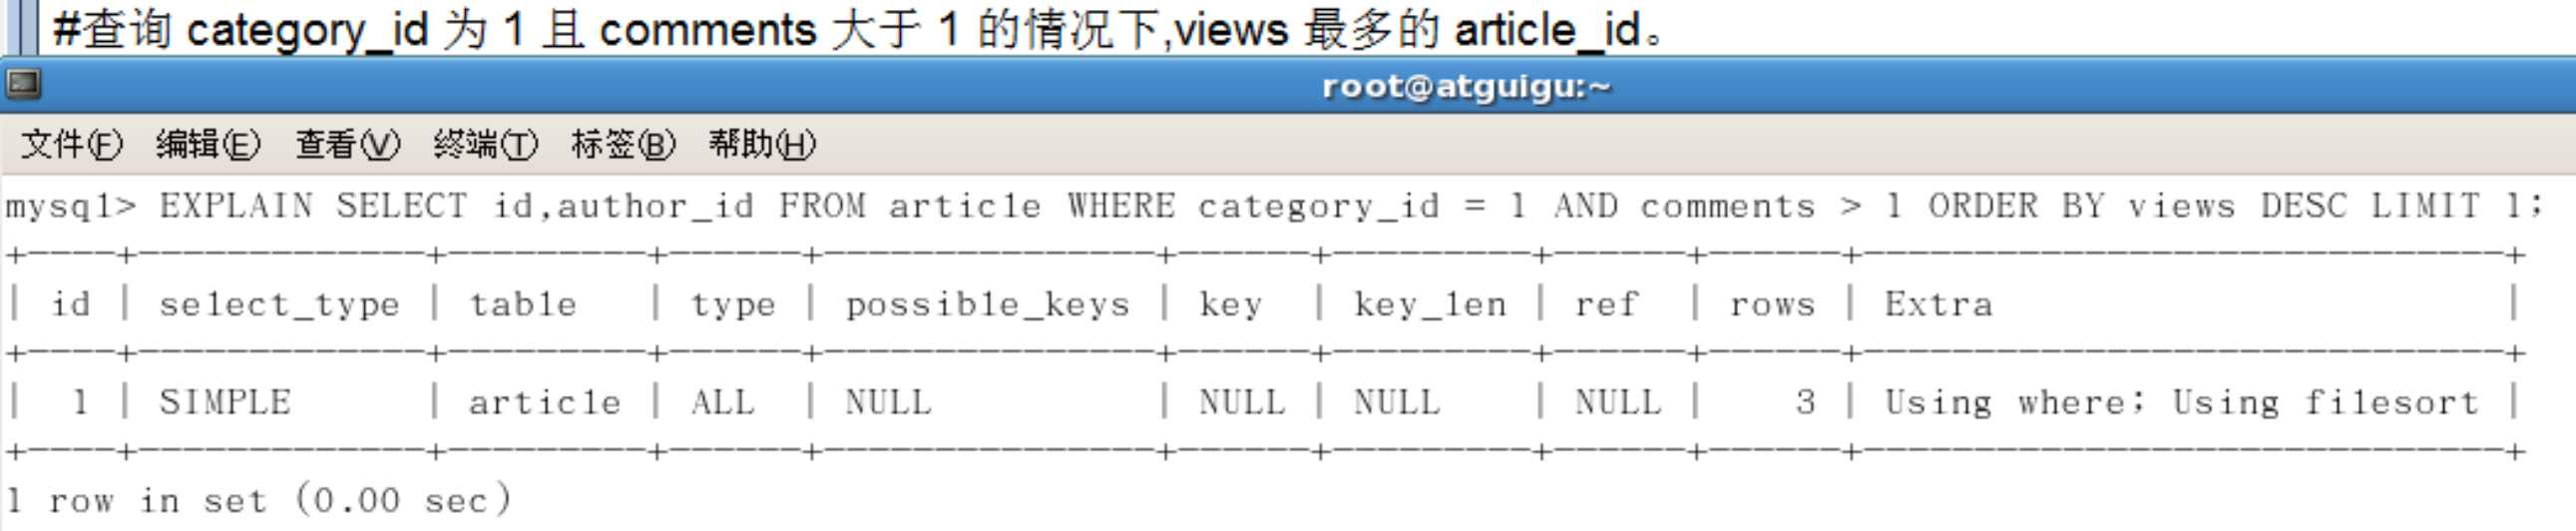 #查询 category_id 为 1 且 comments 大于 1 的情况下,views 最多的 article_id。
root@atguigu:~
文件(F) 编辑(E) 查看(V) 终端(T) 标签(B) 帮助(H)
mysql> EXPLAIN SELECT id,author_id FROM article WHERE category_id = 1 AND comments > 1 ORDER BY views DESC LIMIT 1;
+----+-------------+---------+------+---------------+------+---------+------+------+-----------------------------+
| id | select_type | table   | type | possible_keys | key  | key_len | ref  | rows | Extra                       |
+----+-------------+---------+------+---------------+------+---------+------+------+-----------------------------+
|  1 | SIMPLE      | article | ALL  | NULL          | NULL | NULL    | NULL |    3 | Using where; Using filesort |
+----+-------------+---------+------+---------------+------+---------+------+------+-----------------------------+
1 row in set (0.00 sec)